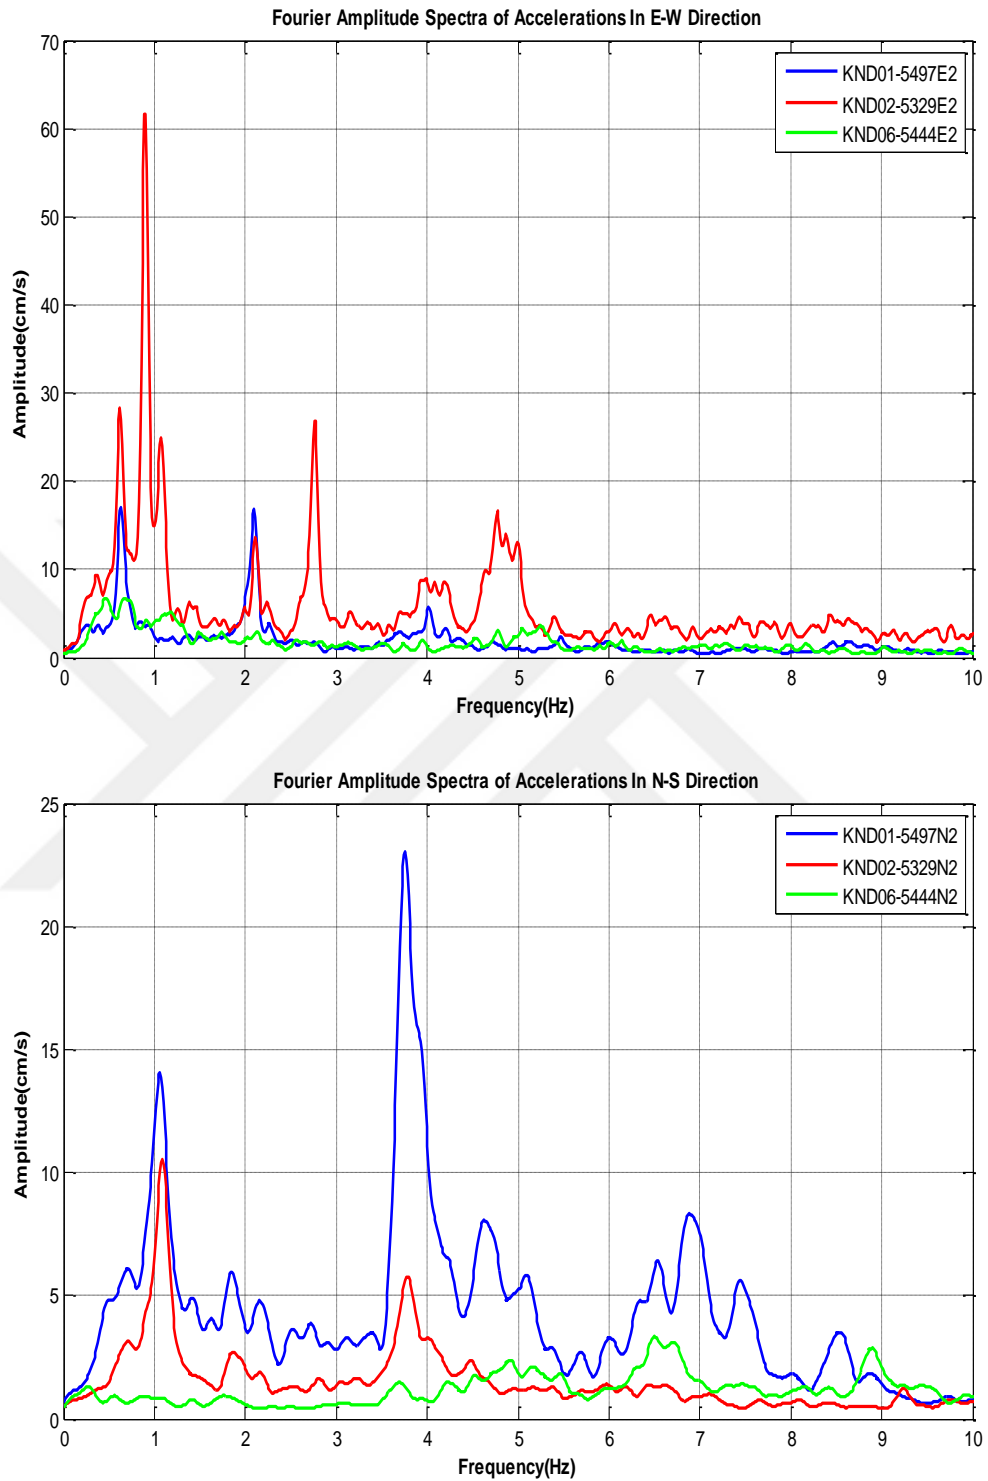 Fourier Amplitude Spectra of Accelerations In E-W Direction
70
60
50
40
30
20
10
0
Amplitude(cm/s)
KND01-5497E2
KND02-5329E2
KND06-5444E2
0 1 2 3 4 5 6 7 8 9 10
Frequency(Hz)
Fourier Amplitude Spectra of Accelerations In N-S Direction
25
20
15
10
5
0
Amplitude(cm/s)
KND01-5497N2
KND02-5329N2
KND06-5444N2
0 1 2 3 4 5 6 7 8 9 10
Frequency(Hz)